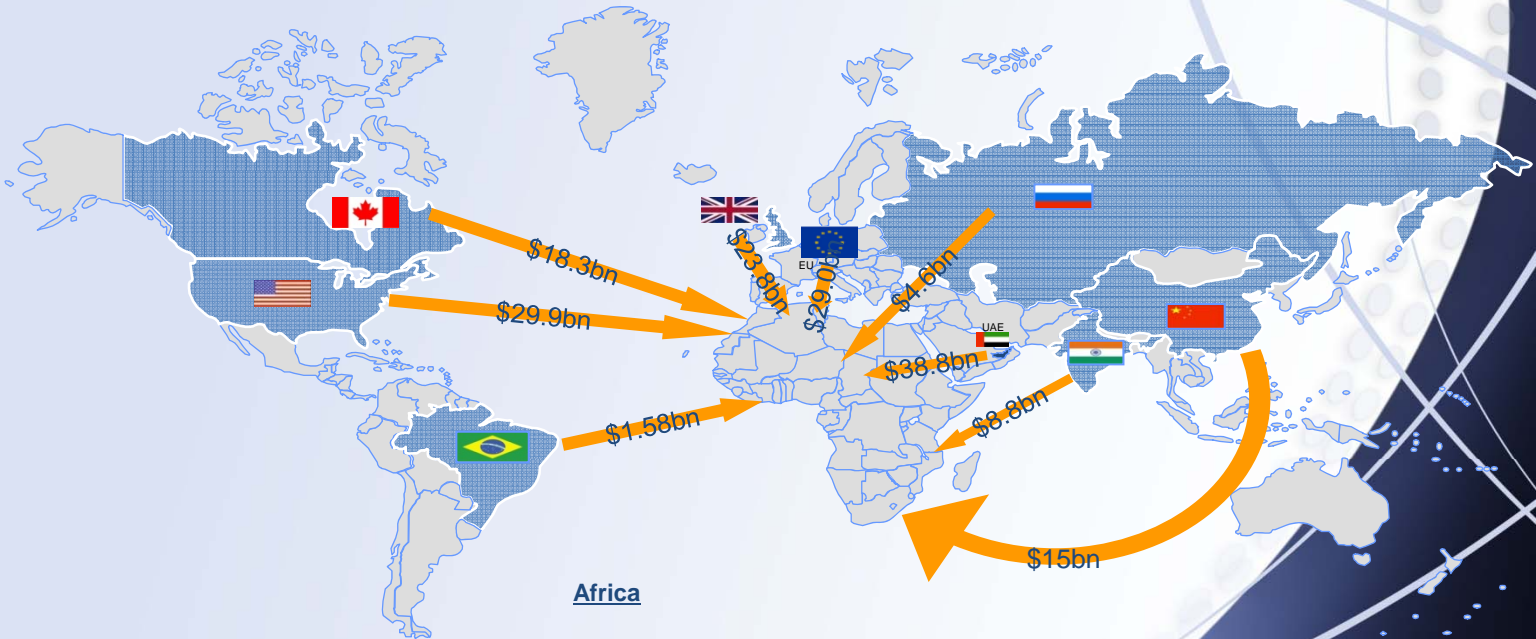 $18.3bn
$29.9bn
$1.58bn
$23.8bn
EU
$29.0bn
$4.6bn
UAE
$38.8bn
$8.8bn
$15bn
Africa